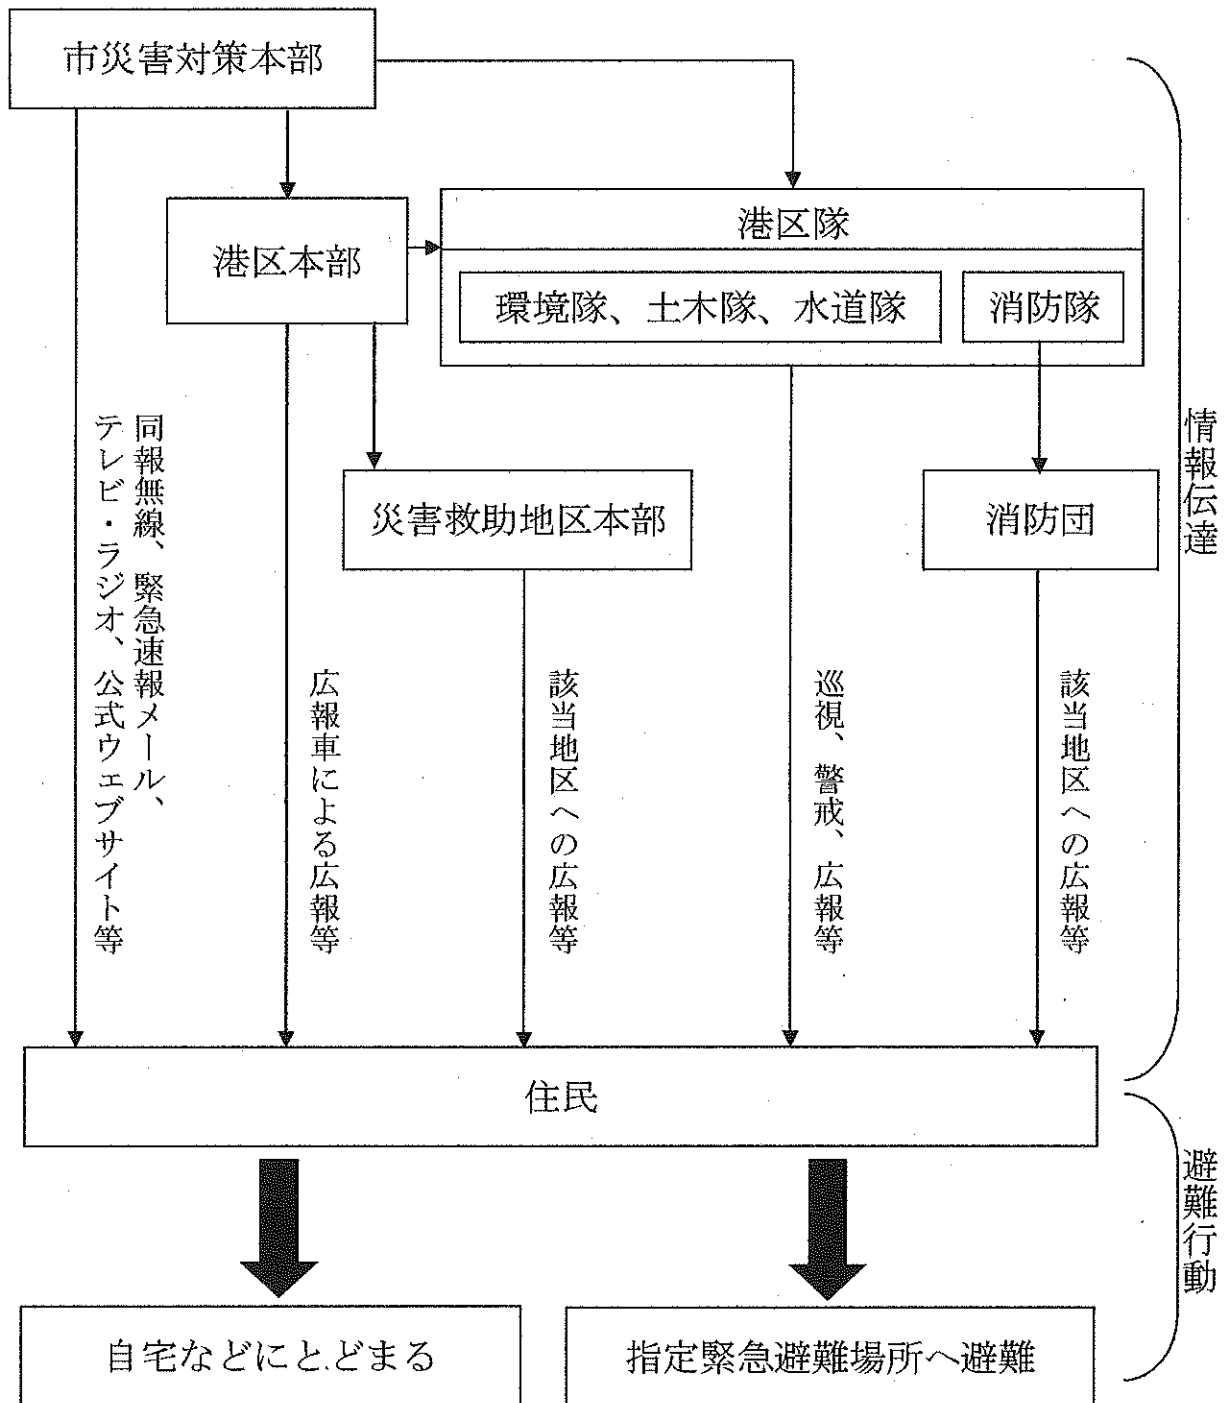 市災害対策本部
港区本部
港区隊
環境隊、土木隊、水道隊
消防隊
災害救助地区本部
消防団
同報無線、緊急速報メール、
テレビ・ラジオ、公式ウェブサイト等
広報車による広報等
該当地区への広報等
巡視、警戒、広報等
該当地区への広報等
情報伝達
住民
避難行動
自宅などにとどまる
指定緊急避難場所へ避難